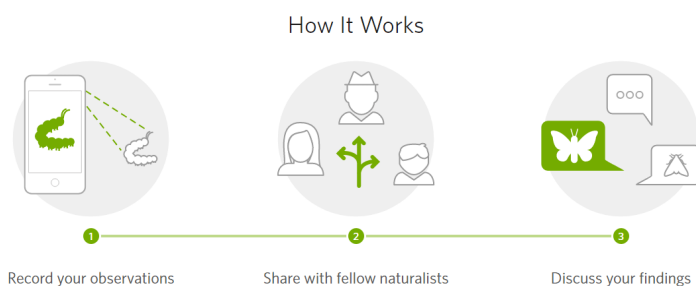 How It Works
1
2
3
Record your observations
Share with fellow naturalists
Discuss your findings